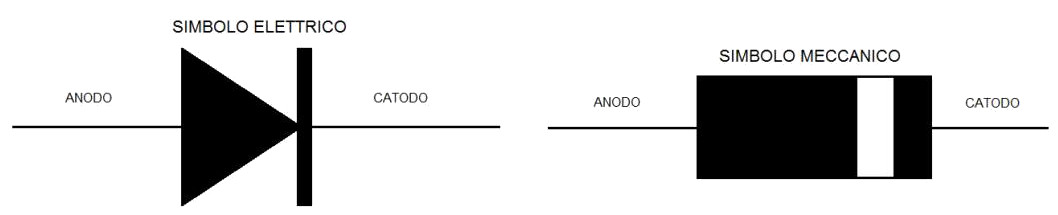 SIMBOLO ELETTRICO
ANODO
CATODO
SIMBOLO MECCANICO
ANODO
CATODO